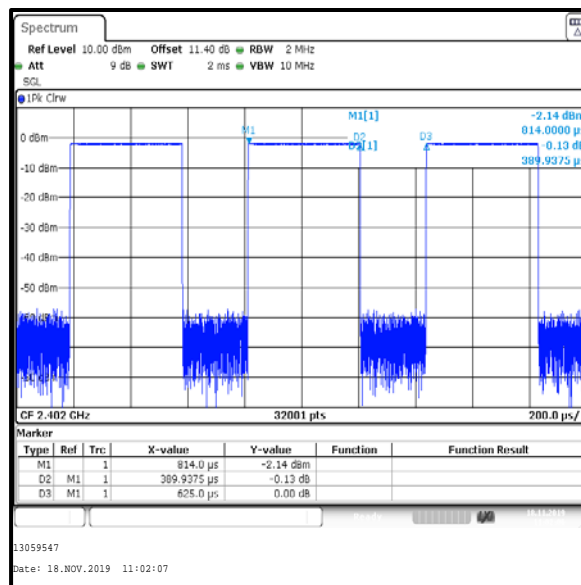 Spectrum
Ref Level 10.00 dBm Offset 11.40 dB RBW 2 MHz
Att 9 dB SWT 2 ms VBW 10 MHz
SGL
1Pk Clrw
M1[1] -2.14 dBm
814.0000 µs
M1 D2 D3
0 dBm
D2[1] -0.13 dB
389.9375 µs
-10 dBm
-20 dBm
-30 dBm
-40 dBm
-50 dBm
CF 2.402 GHz 32001 pts 200.0 µs/
Marker
Type Ref Trc X-value Y-value Function Function Result
M1 1 814.0 µs -2.14 dBm
D2 M1 1 389.9375 µs -0.13 dB
D3 M1 1 625.0 µs 0.00 dB
13059547
Date: 18.NOV.2019 11:02:07